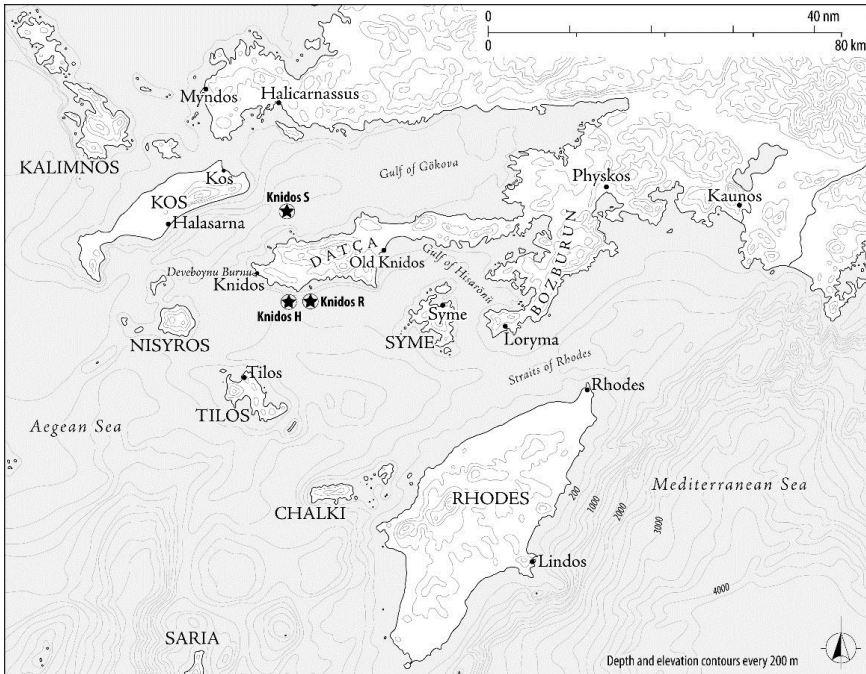 0 40 nm
0 80 km
Myndos
Halicarnassus
KALIMNOS
Gulf of Gökova
Kos
Physkos
KOS
Knidos S
Kaunos
Halasarna
DATÇA
BOZBURUN
Old Knidos
Gulf of Hisarönü
Deveboynu Burnu
Knidos
Knidos H
Knidos R
Syme
NISYROS
SYME
Loryma
Straits of Rhodes
Tilos
Rhodes
TILOS
Aegean Sea
Mediterranean Sea
RHODES
200
1000
2000
3000
CHALKI
Lindos
4000
SARIA
Depth and elevation contours every 200 m